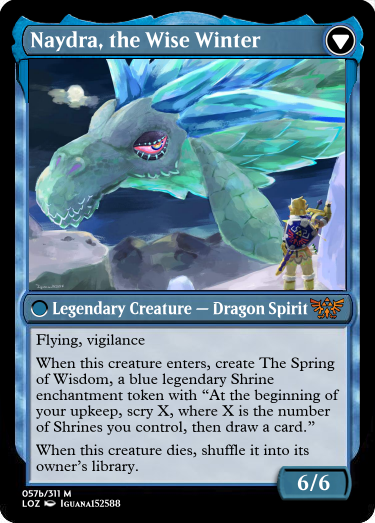 Naydra, the Wise Winter
Legendary Creature — Dragon Spirit
Flying, vigilance
When this creature enters, create The Spring
of Wisdom, a blue legendary Shrine
enchantment token with “At the beginning of
your upkeep, scry X, where X is the number
of Shrines you control, then draw a card.”
When this creature dies, shuffle it into its
owner’s library.
6/6
057b/311 M
LOZ Iguana152588